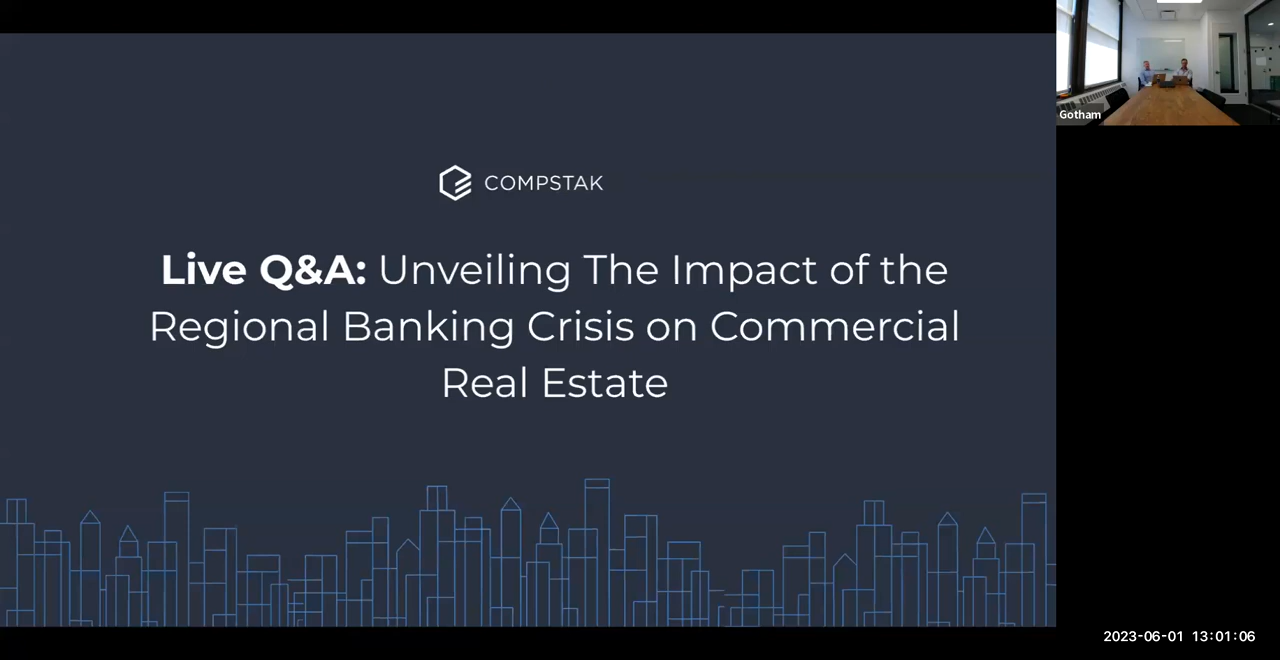 COMPSTAK
Live Q&A: Unveiling The Impact of the
Regional Banking Crisis on Commercial
Real Estate
Gotham
2023-06-01 13:01:06